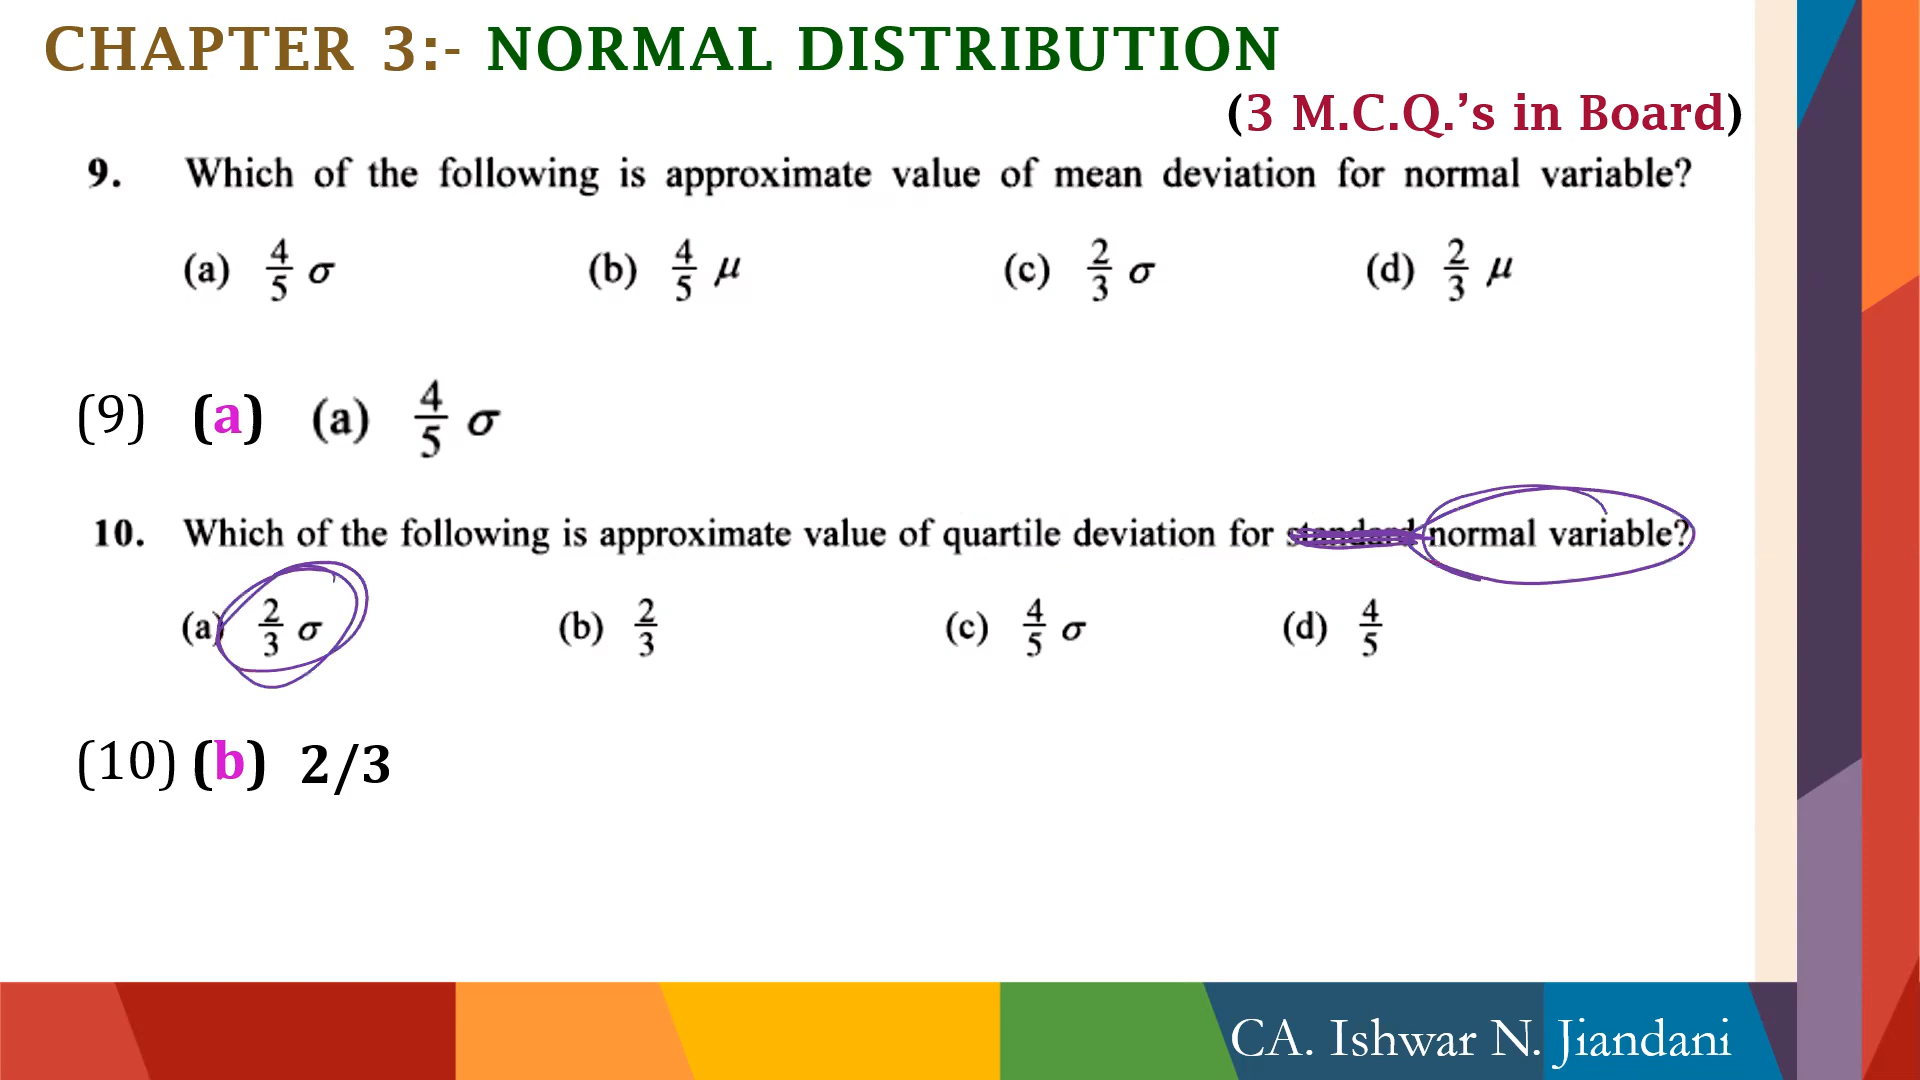 CHAPTER 3:- NORMAL DISTRIBUTION
(3 M.C.Q.’s in Board)
9. Which of the following is approximate value of mean deviation for normal variable?
(a) 4/5 σ (b) 4/5 μ (c) 2/3 σ (d) 2/3 μ
(9) (a) (a) 4/5 σ
10. Which of the following is approximate value of quartile deviation for standard normal variable?
(a) 2/3 σ (b) 2/3 (c) 4/5 σ (d) 4/5
(10) (b) 2/3
CA. Ishwar N. Jiandani